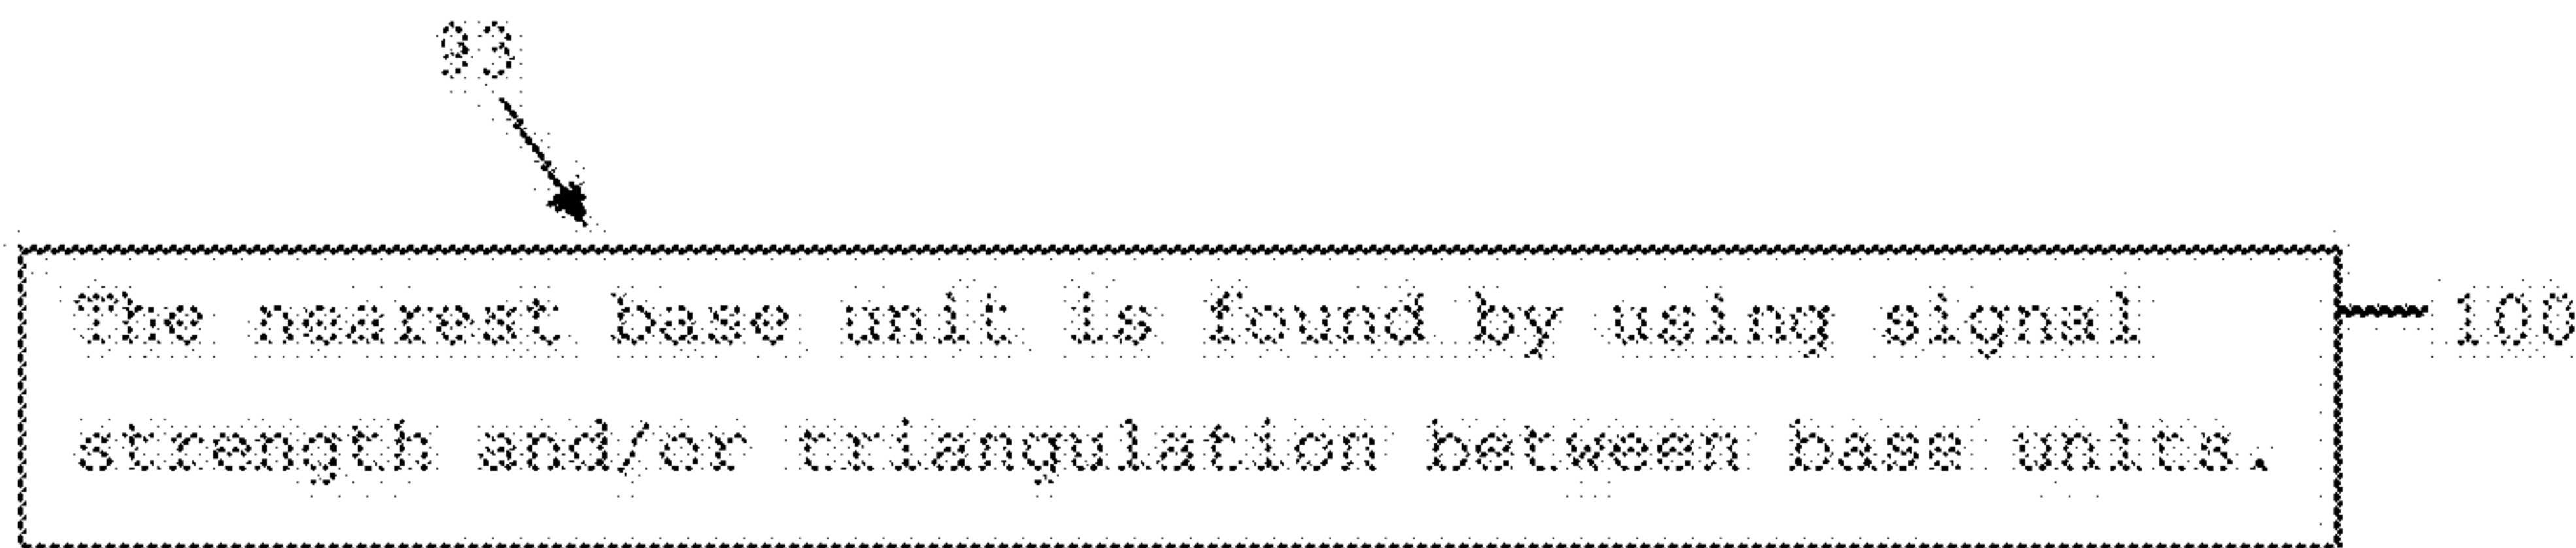 93
The nearest base unit is found by using signal
strength and/or triangulation between base units.
100